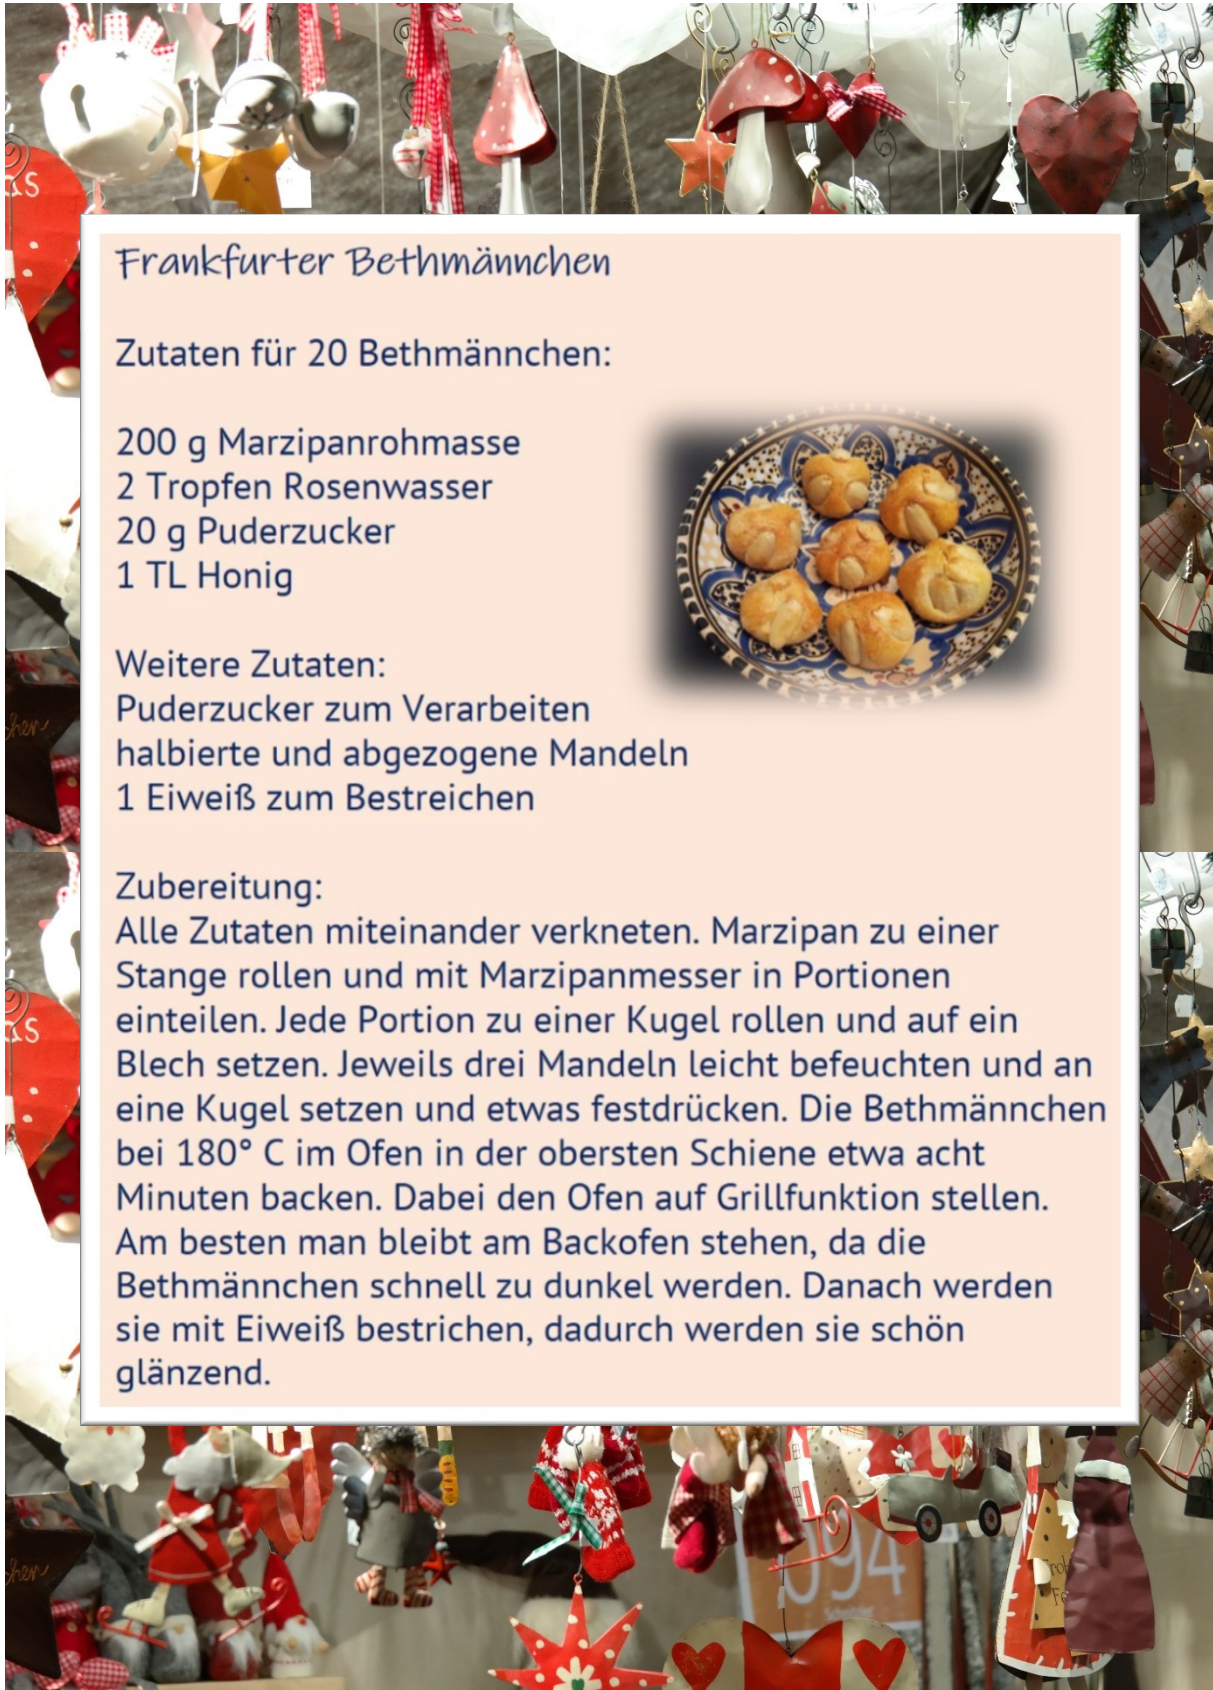 Frankfurter Bethmännchen
Zutaten für 20 Bethmännchen:
200 g Marzipanrohmasse
2 Tropfen Rosenwasser
20 g Puderzucker
1 TL Honig
Weitere Zutaten:
Puderzucker zum Verarbeiten
halbierte und abgezogene Mandeln
1 Eiweiß zum Bestreichen
Zubereitung:
Alle Zutaten miteinander verkneten. Marzipan zu einer
Stange rollen und mit Marzipanmesser in Portionen
einteilen. Jede Portion zu einer Kugel rollen und auf ein
Blech setzen. Jeweils drei Mandeln leicht befeuchten und an
eine Kugel setzen und etwas festdrücken. Die Bethmännchen
bei 180° C im Ofen in der obersten Schiene etwa acht
Minuten backen. Dabei den Ofen auf Grillfunktion stellen.
Am besten man bleibt am Backofen stehen, da die
Bethmännchen schnell zu dunkel werden. Danach werden
sie mit Eiweiß bestrichen, dadurch werden sie schön
glänzend.
094